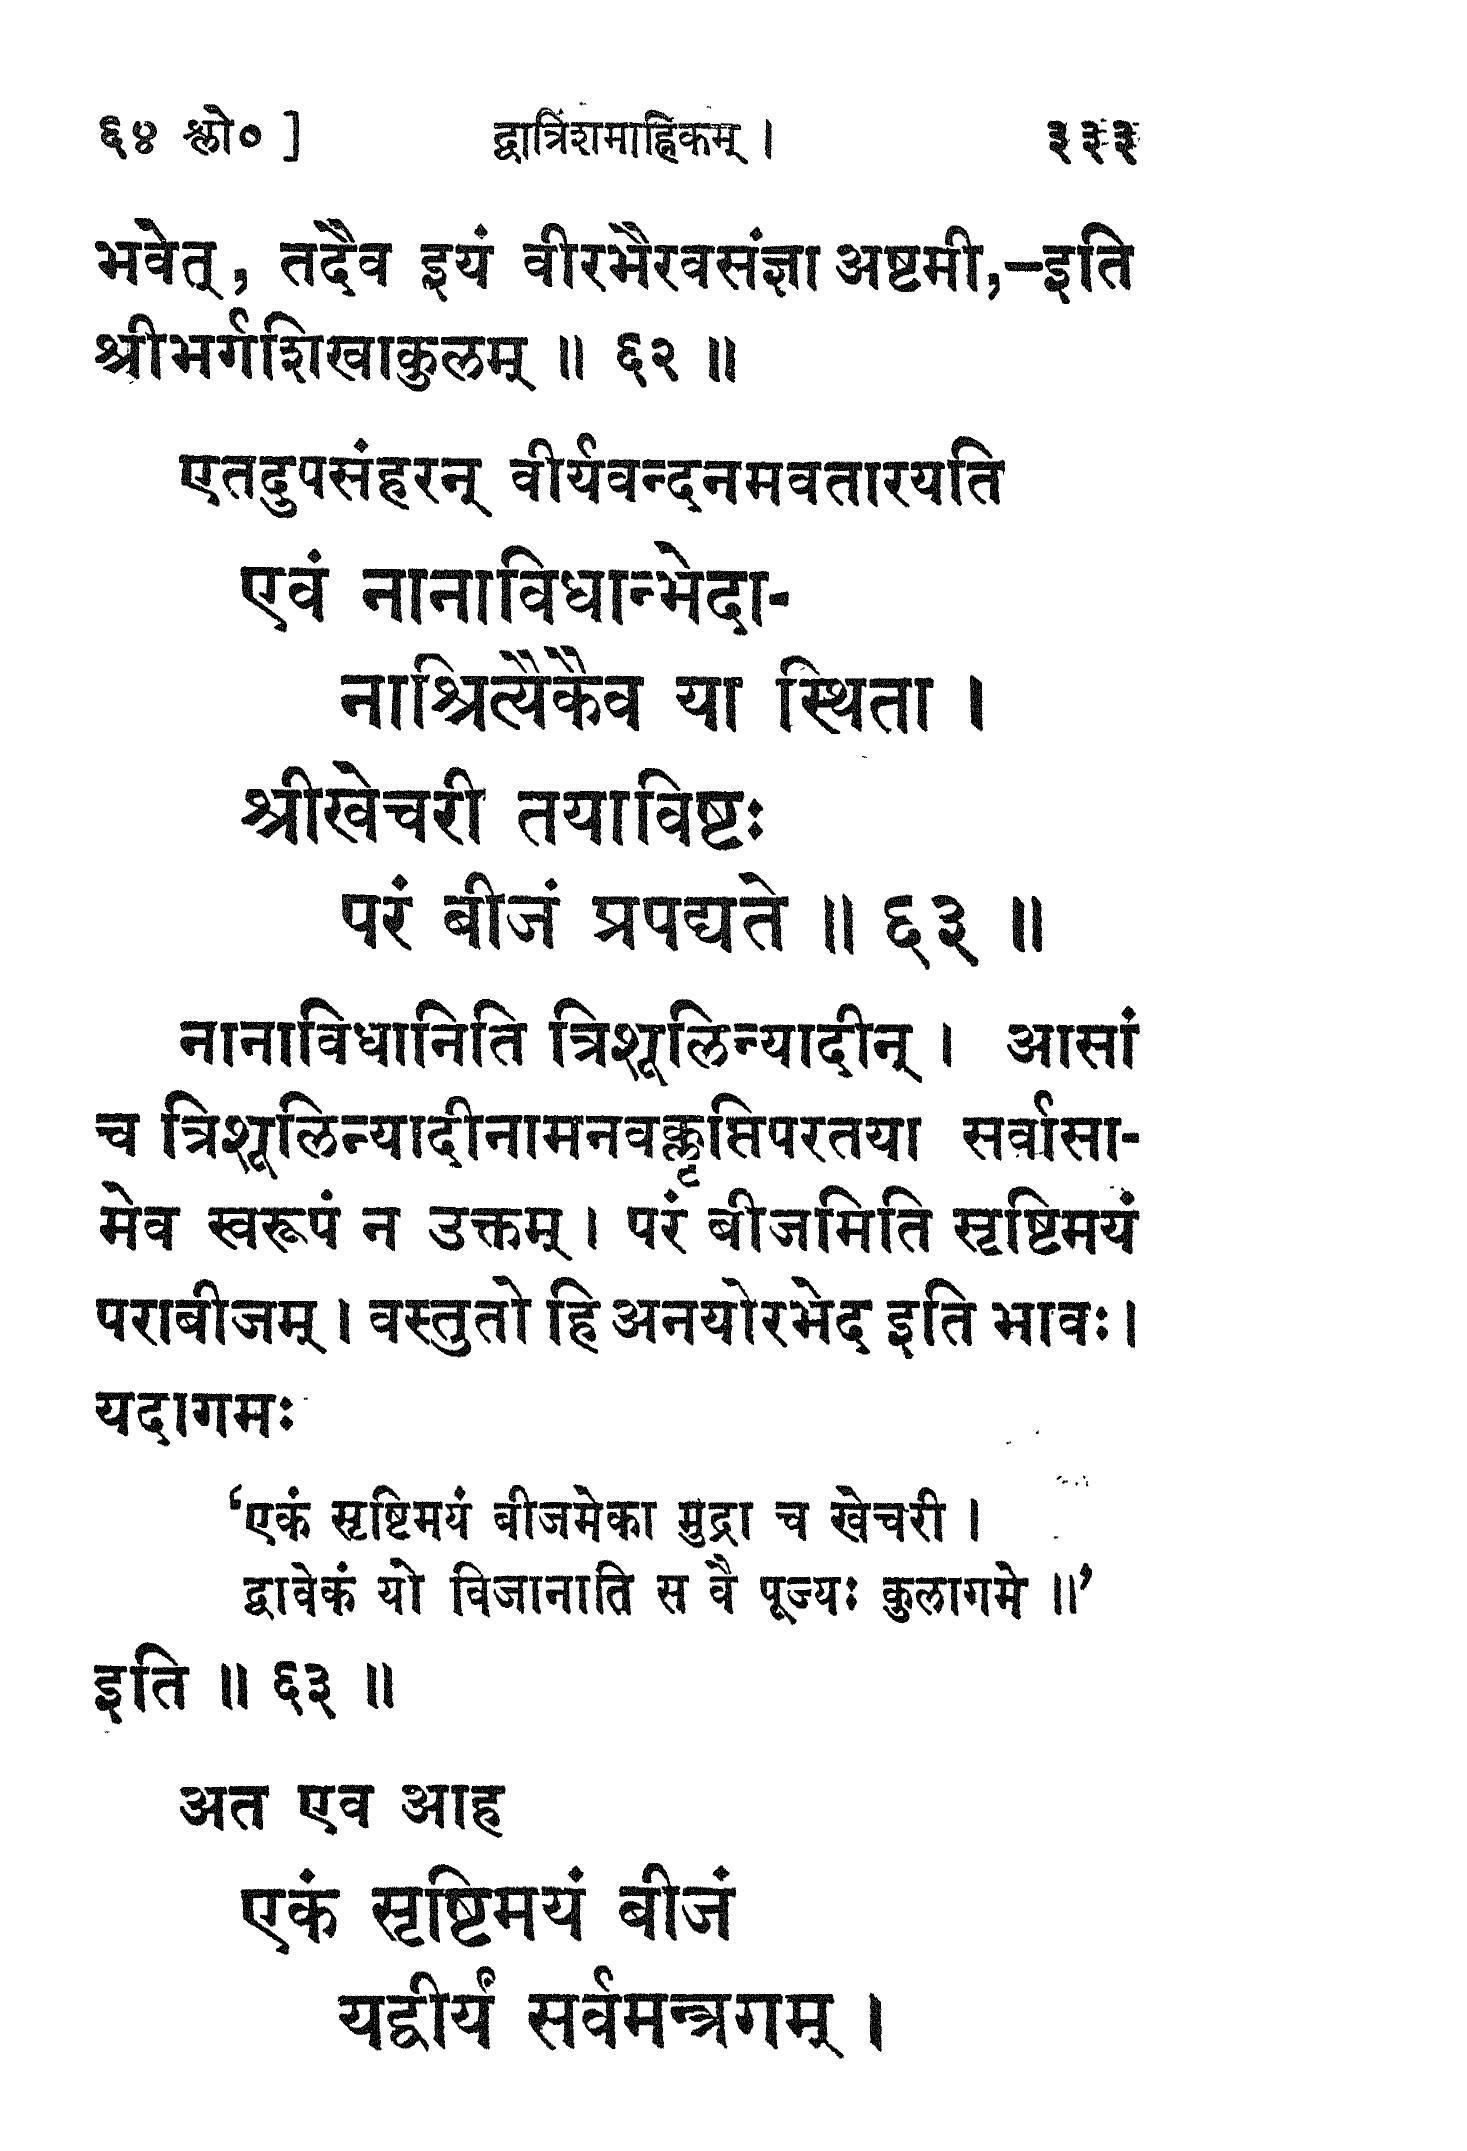 ६४ श्लो० ] द्वात्रिंशमाह्निकम् । ३३३
भवेत्, तदैव इयं वीरभैरवसंज्ञा अष्टमी,–इति
श्रीभर्गशिखाकुलम् ॥ ६२ ॥
एतदुपसंहरन् वीर्यवन्दनमवतारयति
एवं नानाविधान्भेदा-
नाश्रित्यैकैव या स्थिता ।
श्रीखेचरी तयाविष्टः
परं बीजं प्रपद्यते ॥ ६३ ॥
नानाविधानिति त्रिशूलिन्यादीन् । आसां
च त्रिशूलिन्यादीनामनवक्लृप्तिपरतया सर्वासा-
मेव स्वरूपं न उक्तम् । परं बीजमिति सृष्टिमयं
पराबीजम् । वस्तुतो हि अनयोरभेद इति भावः ।
यदागमः
‘एकं सृष्टिमयं बीजमेका मुद्रा च खेचरी ।
द्वावेकं यो विजानाति स वै पूज्यः कुलागमे ॥’
इति ॥ ६३ ॥
अत एव आह
एकं सृष्टिमयं बीजं
यद्वीर्यं सर्वमन्त्रगम् ।